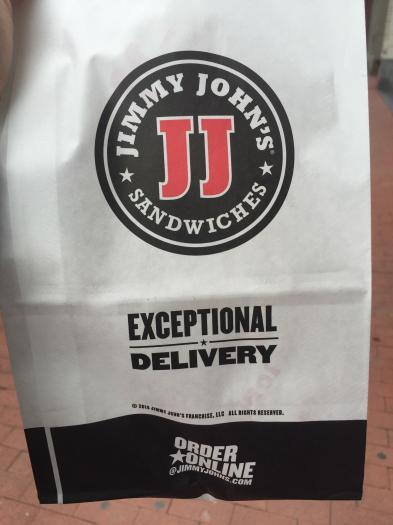 JIMMY JOHN'S®
JJ
★ SANDWICHES ★
EXCEPTIONAL
★
DELIVERY
© 2014 JIMMY JOHN'S FRANCHISE, LLC ALL RIGHTS RESERVED.
ORDER
★ONLINE
@JIMMYJOHNS.COM